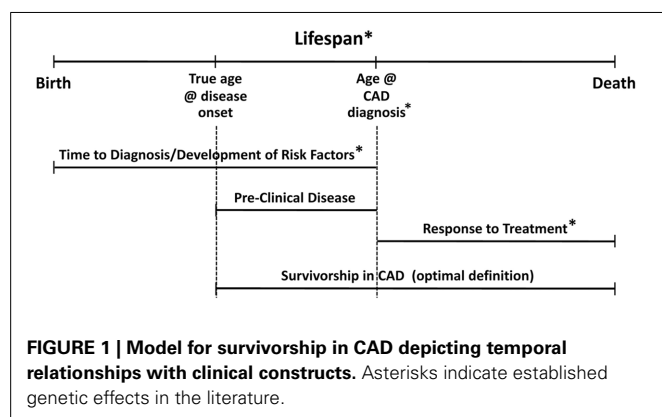 Lifespan*
Birth
True age
@ disease
onset
Age @
CAD
diagnosis*
Death
Time to Diagnosis/Development of Risk Factors*
Pre-Clinical Disease
Response to Treatment*
Survivorship in CAD (optimal definition)
FIGURE 1 | Model for survivorship in CAD depicting temporal
relationships with clinical constructs. Asterisks indicate established
genetic effects in the literature.